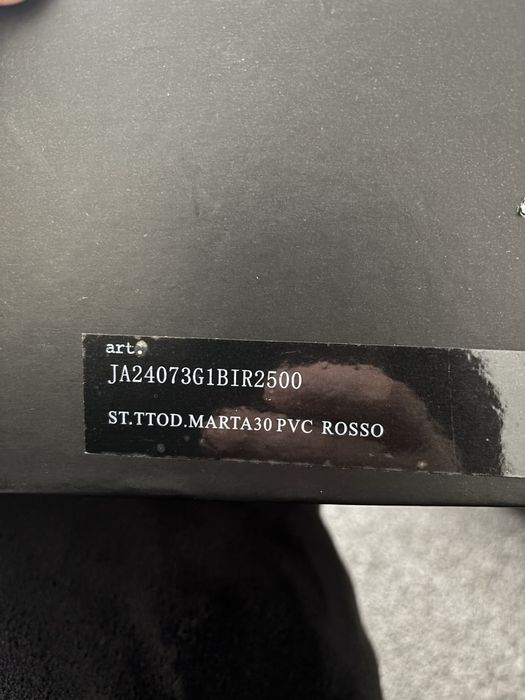 art:
JA24073G1BIR2500
ST.TTOD.MARTA30 PVC ROSSO